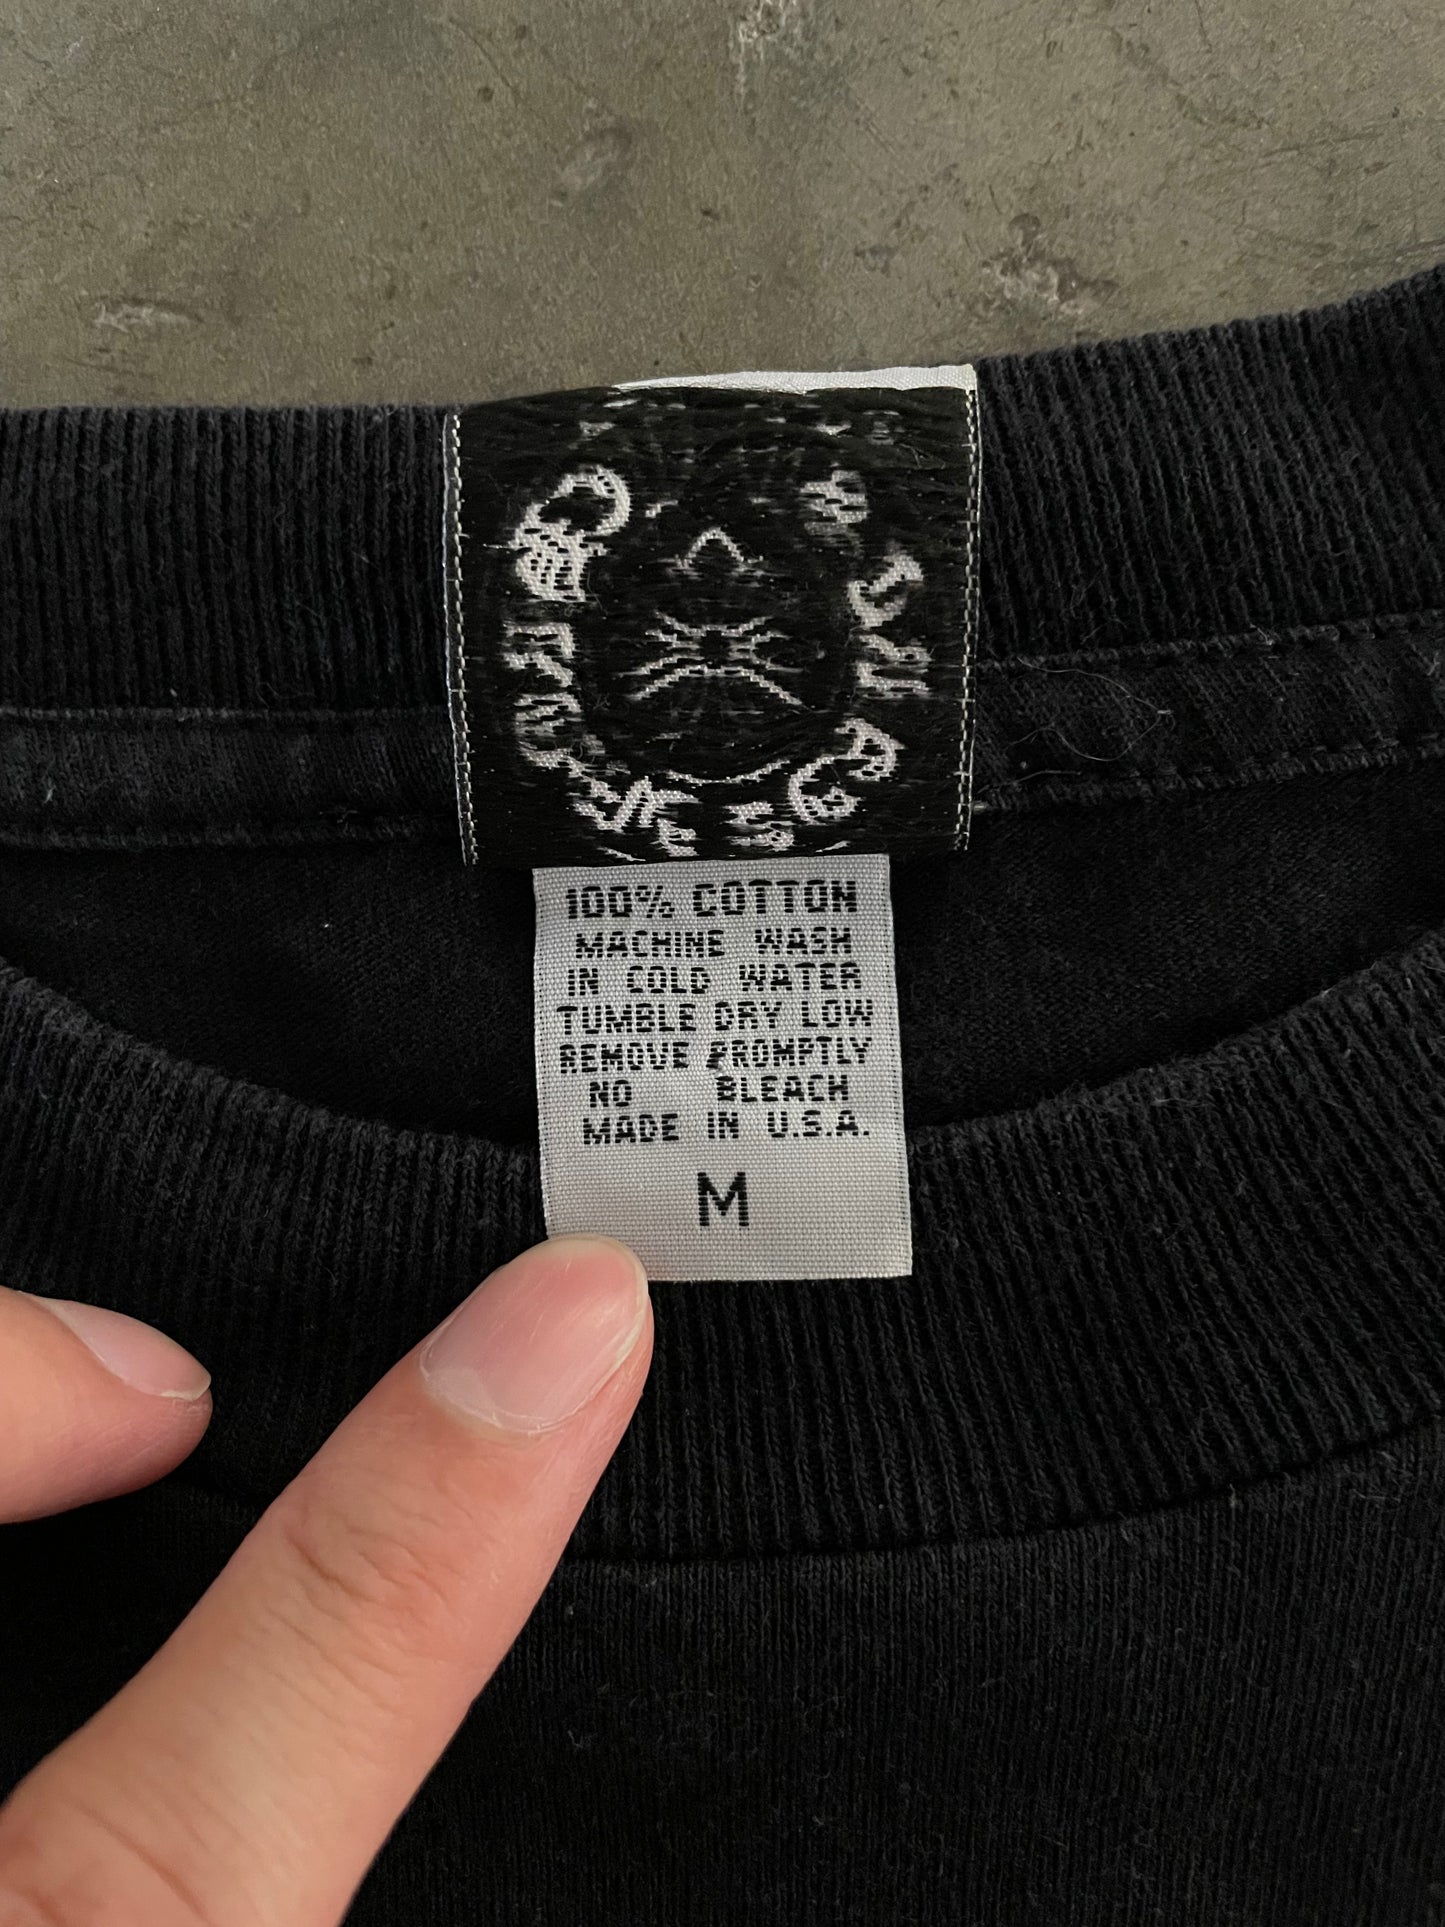 100% COTTON
MACHINE WASH
IN COLD WATER
TUMBLE DRY LOW
REMOVE PROMPTLY
NO BLEACH
MADE IN U.S.A.
M